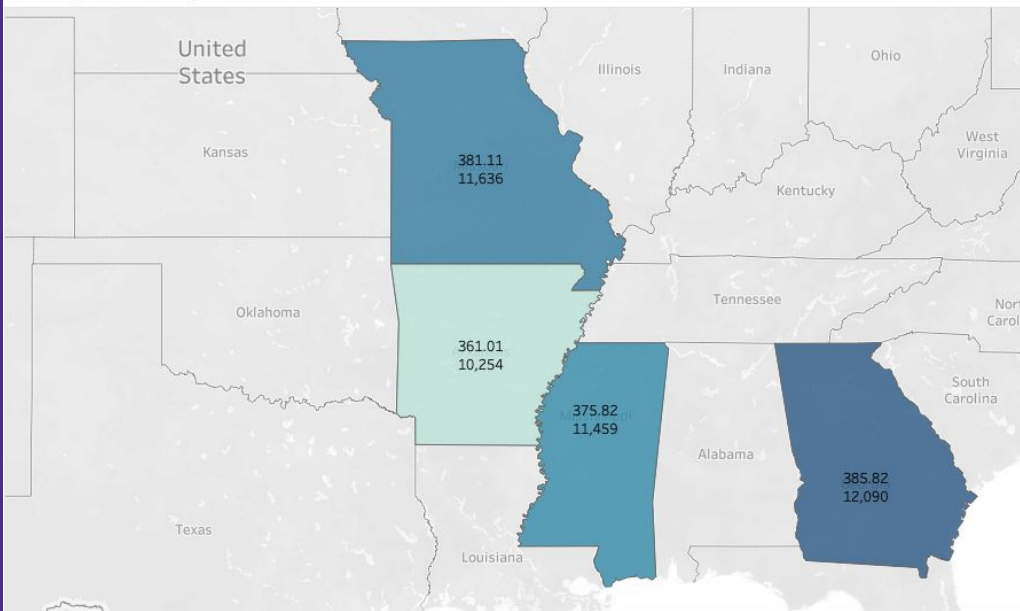 United
States
Illinois
Indiana
Ohio
West
Virginia
Kansas
381.11
11,636
Kentucky
Oklahoma
Tennessee
361.01
10,254
South
Carolina
375.82
11,459
Alabama
385.82
12,090
Texas
Louisiana